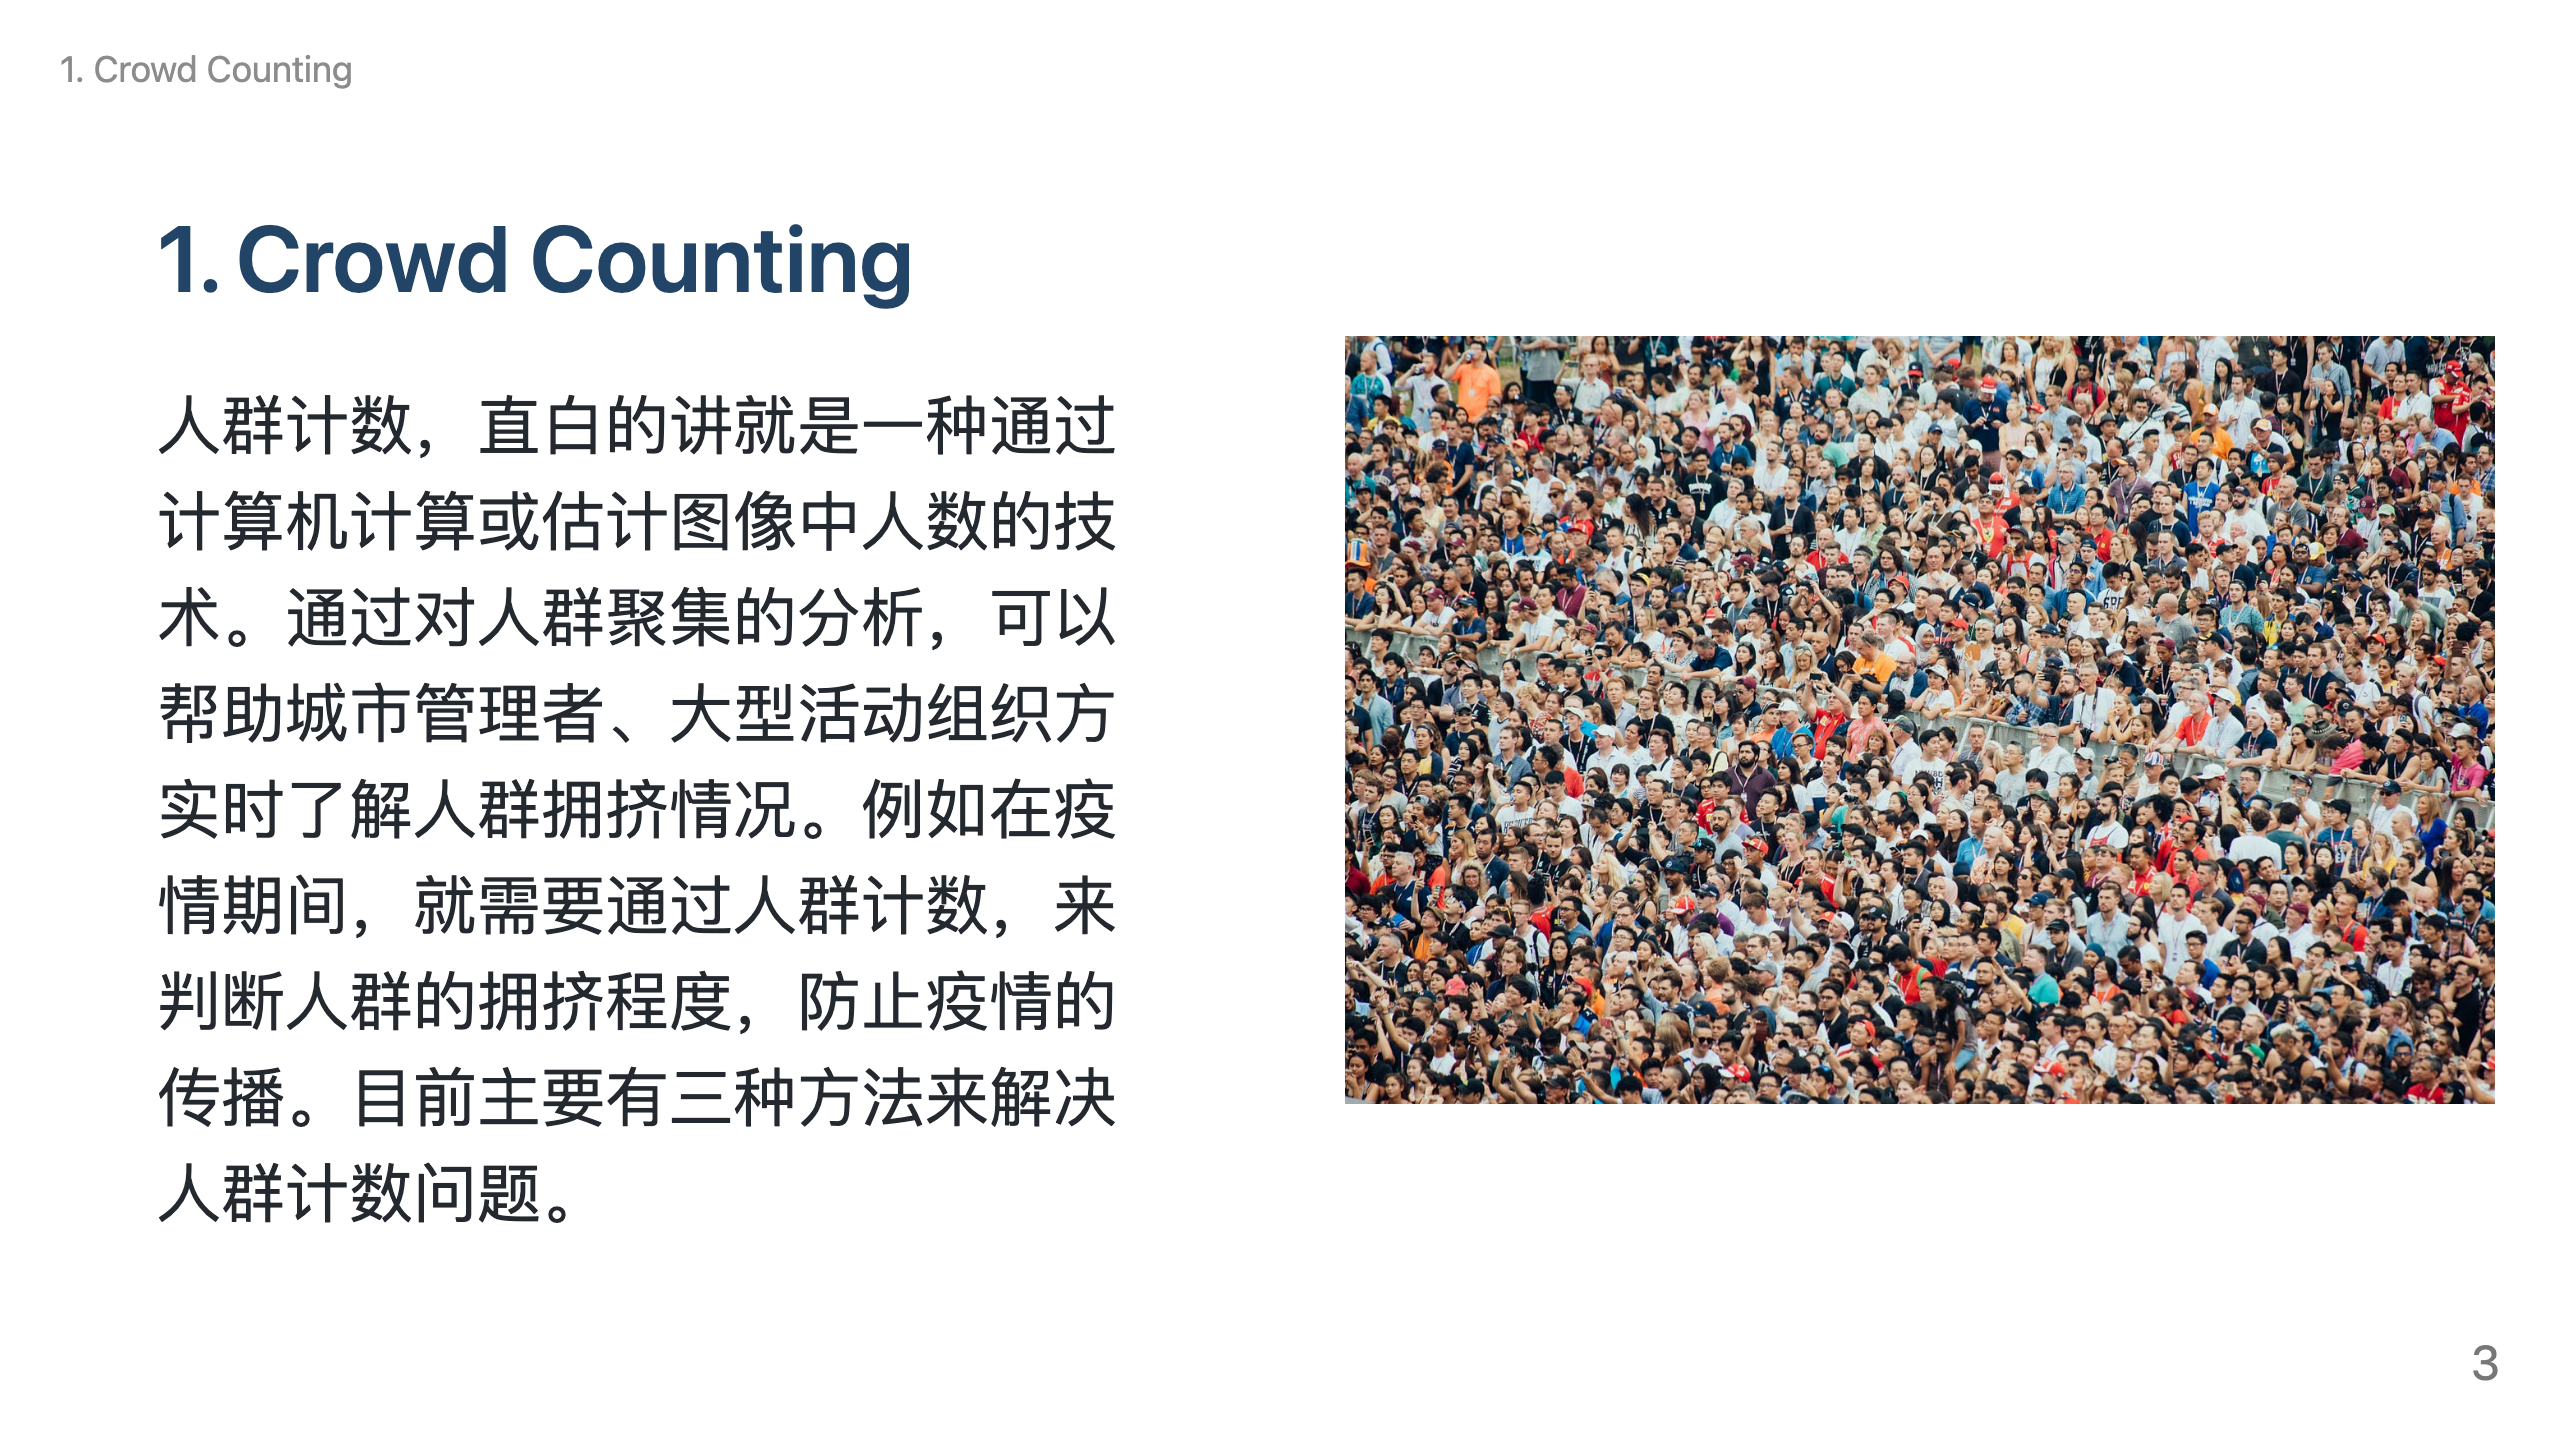 1. Crowd Counting
1. Crowd Counting
人群计数，直白的讲就是一种通过
计算机计算或估计图像中人数的技
术。通过对人群聚集的分析，可以
帮助城市管理者、大型活动组织方
实时了解人群拥挤情况。例如在疫
情期间，就需要通过人群计数，来
判断人群的拥挤程度，防止疫情的
传播。目前主要有三种方法来解决
人群计数问题。
3